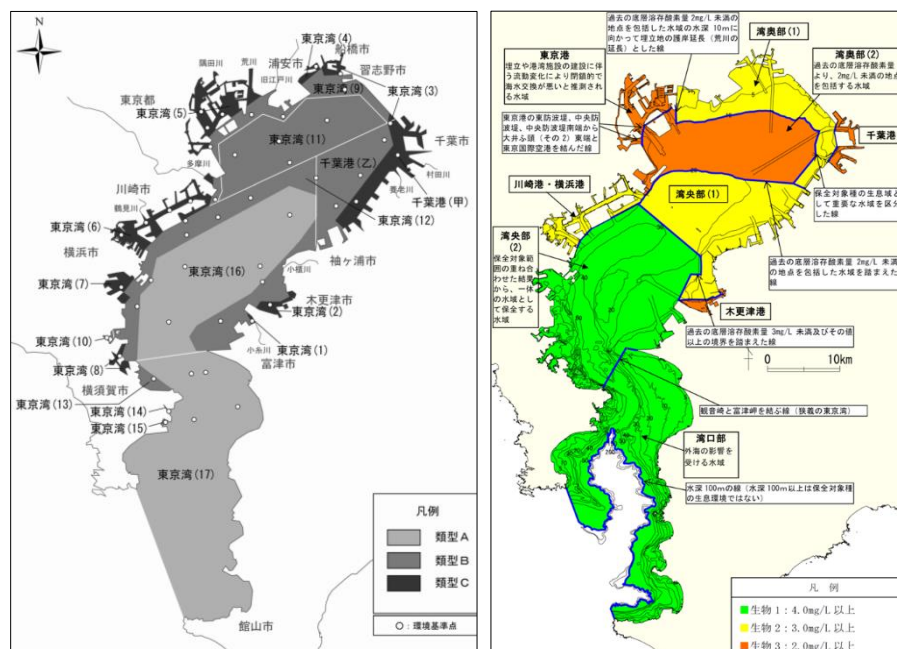 N
東京湾(4)
船橋市
浦安市
荒川
隅田川
旧江戸川
習志野市
東京湾(9)
東京湾(3)
東京都
東京湾(5)
東京湾(11)
千葉市
千葉港(乙)
多摩川
村田川
養老川
川崎市
鶴見川
千葉港(甲)
東京湾(12)
東京湾(6)
横浜市
袖ヶ浦市
東京湾(16)
小櫃川
東京湾(7)
木更津市
東京湾(2)
東京湾(10)
小糸川
東京湾(1)
富津市
東京湾(8)
横須賀市
東京湾(13)
東京湾(14)
東京湾(15)
東京湾(17)
館山市
凡例
類型A
類型B
類型C
○:環境基準点
過去の底層溶存酸素量 2mg/L 未満の
地点を包括した水域の水深 10mに
向かって埋立地の護岸延長(荒川の
延長)とした線
湾奥部(1)
湾奥部(2)
過去の底層溶存酸素量
より、2mg/L 未満の地点
を包括する水域
東京港
埋立や港湾施設の建設に伴
う流動変化により閉鎖的で
海水交換が悪いと推測され
る水域
東京港の東防波堤、中央防
波堤、中央防波堤南端から
大井ふ頭(その2)東端と
東京国際空港を結んだ線
千葉港
川崎港・横浜港
湾央部(1)
保全対象種の生息域と
して重要な水域を区分
した線
湾央部
(2)
保全対象範
囲の重ね合
わせた結果
から、一体
の水域とし
て保全する
水域
過去の底層溶存酸素量 2mg/L 未満
の地点を包括した水域を踏まえた
線
木更津港
過去の底層溶存酸素量 3mg/L 未満及びその値
以上の境界を踏まえた線
0 10km
観音崎と富津岬を結ぶ線(狭義の東京湾)
湾口部
外海の影響を
受ける水域
水深 100mの線(水深 100m以上は保全対象種
の生息環境ではない)
凡 例
生物 1:4.0mg/L 以上
生物 2:3.0mg/L 以上
生物 3:2.0mg/L 以上